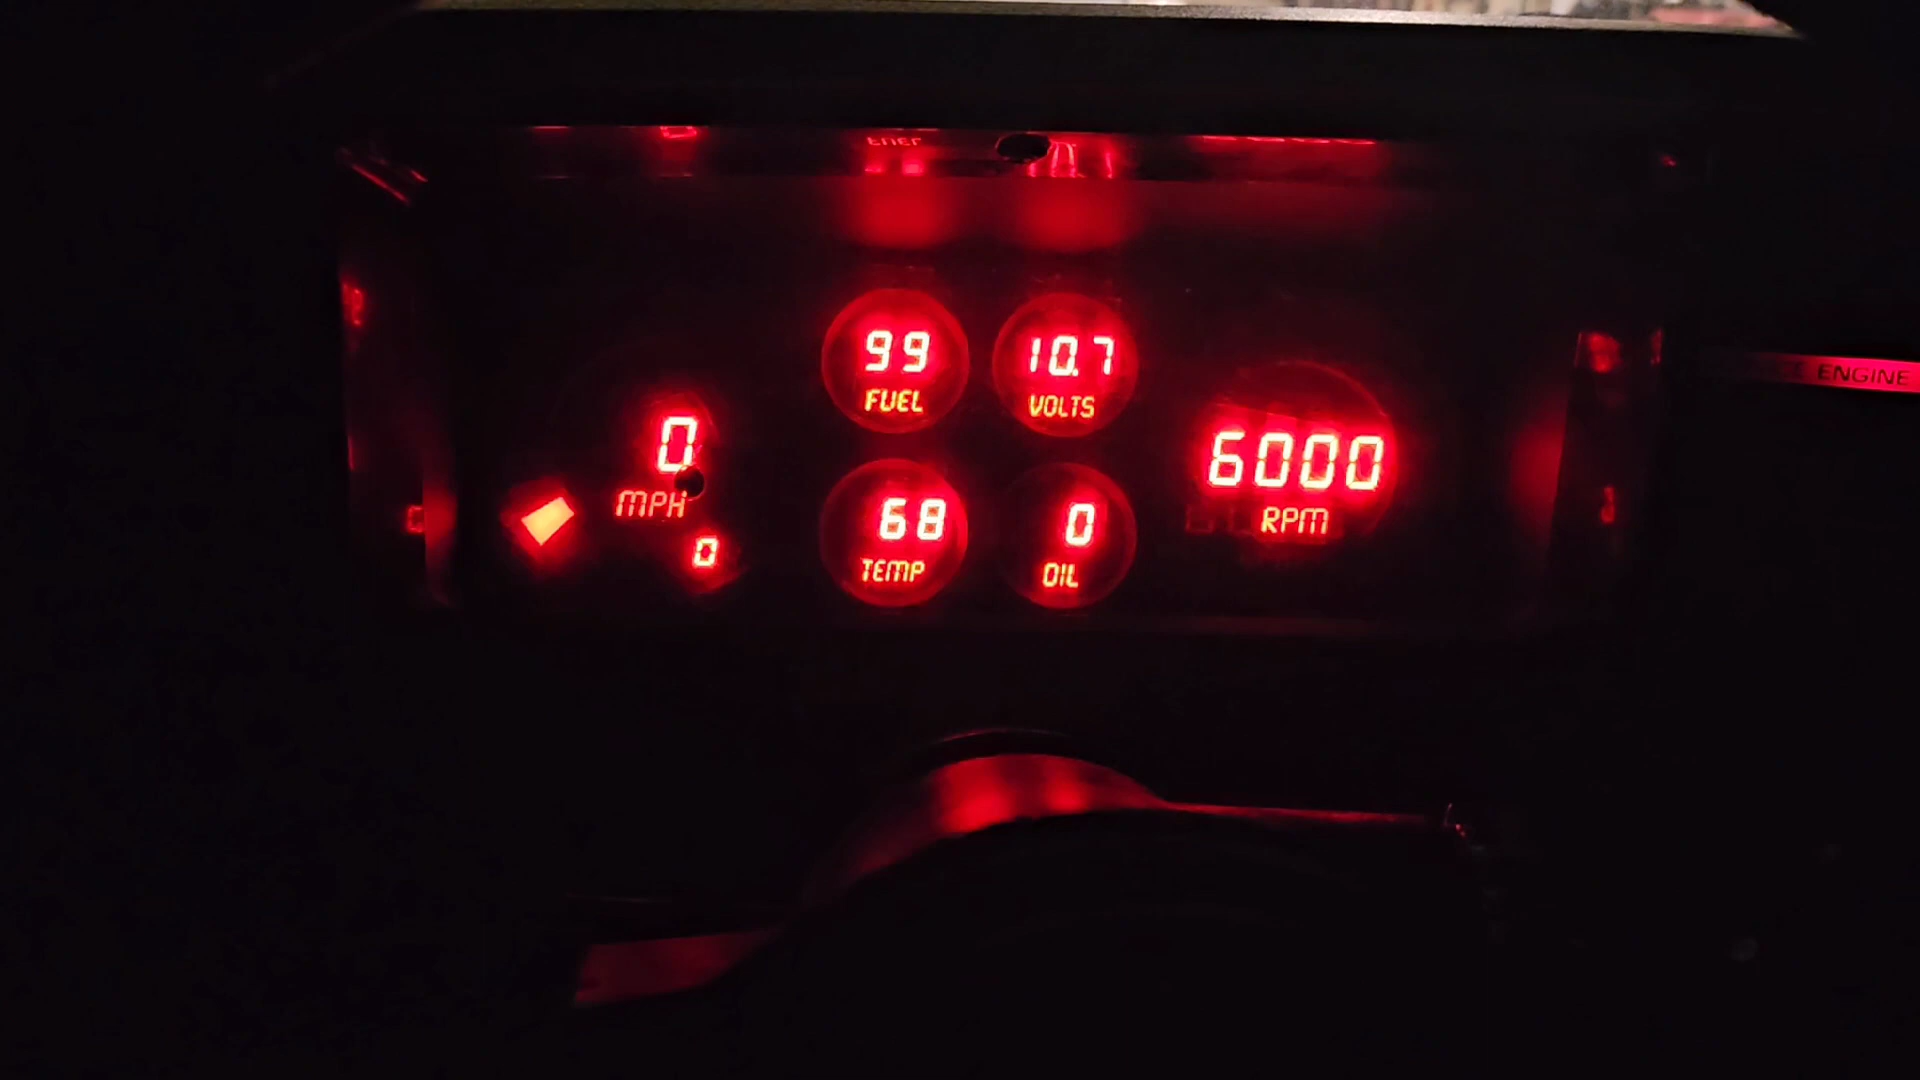 99
FUEL
10.7
VOLTS
0
MPH
0
68
TEMP
0
OIL
6000
RPM
ENGINE